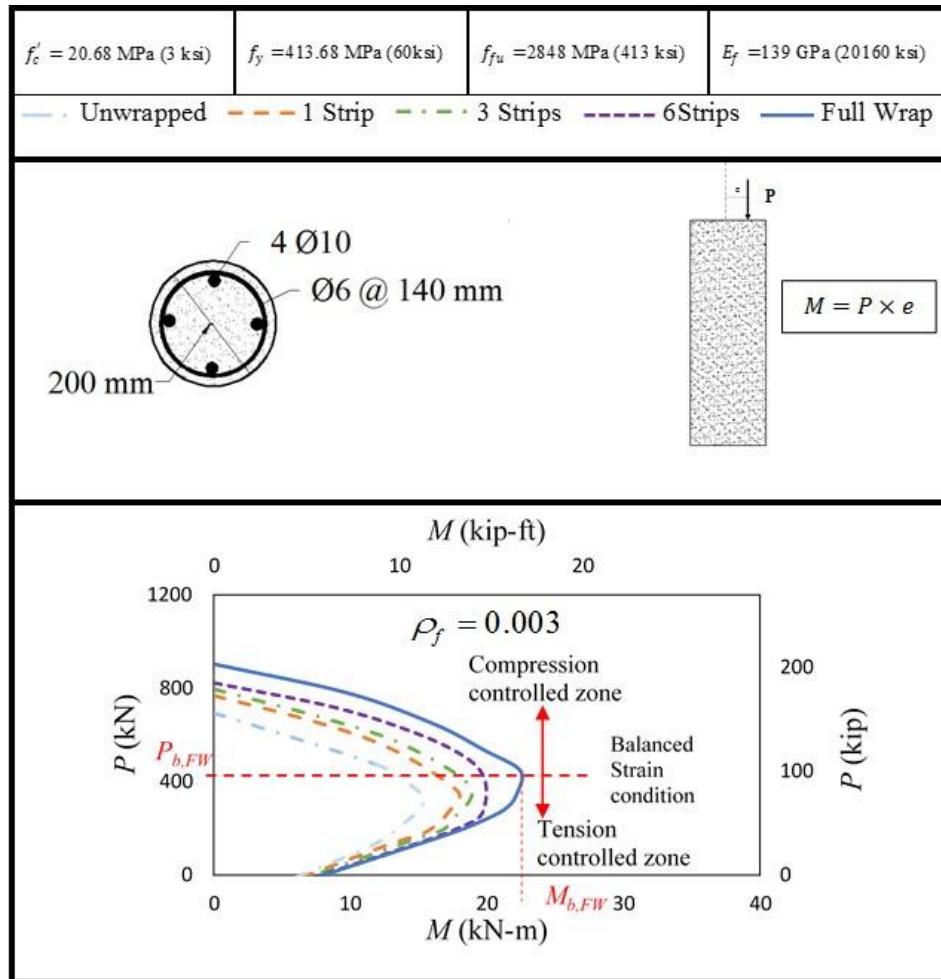 f'c = 20.68 MPa (3 ksi)
fy =413.68 MPa (60ksi)
ffu=2848 MPa (413 ksi)
Ef =139 GPa (20160 ksi)
Unwrapped
1 Strip
3 Strips
6Strips
Full Wrap
4 Ø10
Ø6 @ 140 mm
200 mm
e
P
M = P × e
M (kip-ft)
0 10 20
ρf = 0.003
Compression
controlled zone
Balanced
Strain
condition
Tension
controlled zone
Pb,FW
Mb,FW
P (kN)
1200
800
400
0
P (kip)
200
100
0
0 10 20 30 40
M (kN-m)